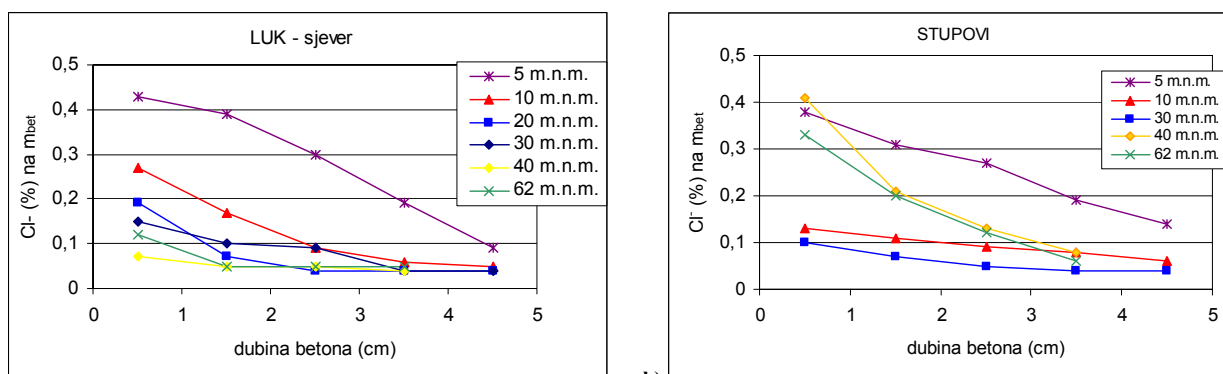 LUK - sjever
0,5
0,4
0,3
0,2
0,1
0
Cl- (%) na mbet
0 1 2 3 4 5
dubina betona (cm)
5 m.n.m.
10 m.n.m.
20 m.n.m.
30 m.n.m.
40 m.n.m.
62 m.n.m.
STUPOVI
0,5
0,4
0,3
0,2
0,1
0
Cl⁻ (%) na mbet
0 1 2 3 4 5
dubina betona (cm)
5 m.n.m.
10 m.n.m.
30 m.n.m.
40 m.n.m.
62 m.n.m.